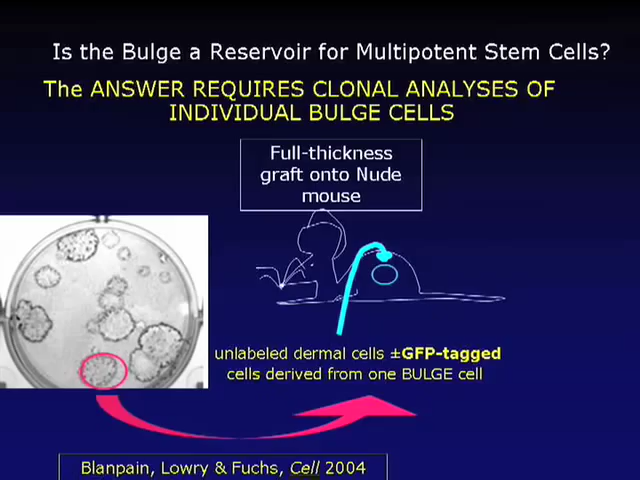 Is the Bulge a Reservoir for Multipotent Stem Cells?
The ANSWER REQUIRES CLONAL ANALYSES OF
INDIVIDUAL BULGE CELLS
Full-thickness
graft onto Nude
mouse
unlabeled dermal cells ±GFP-tagged
cells derived from one BULGE cell
Blanpain, Lowry & Fuchs, Cell 2004